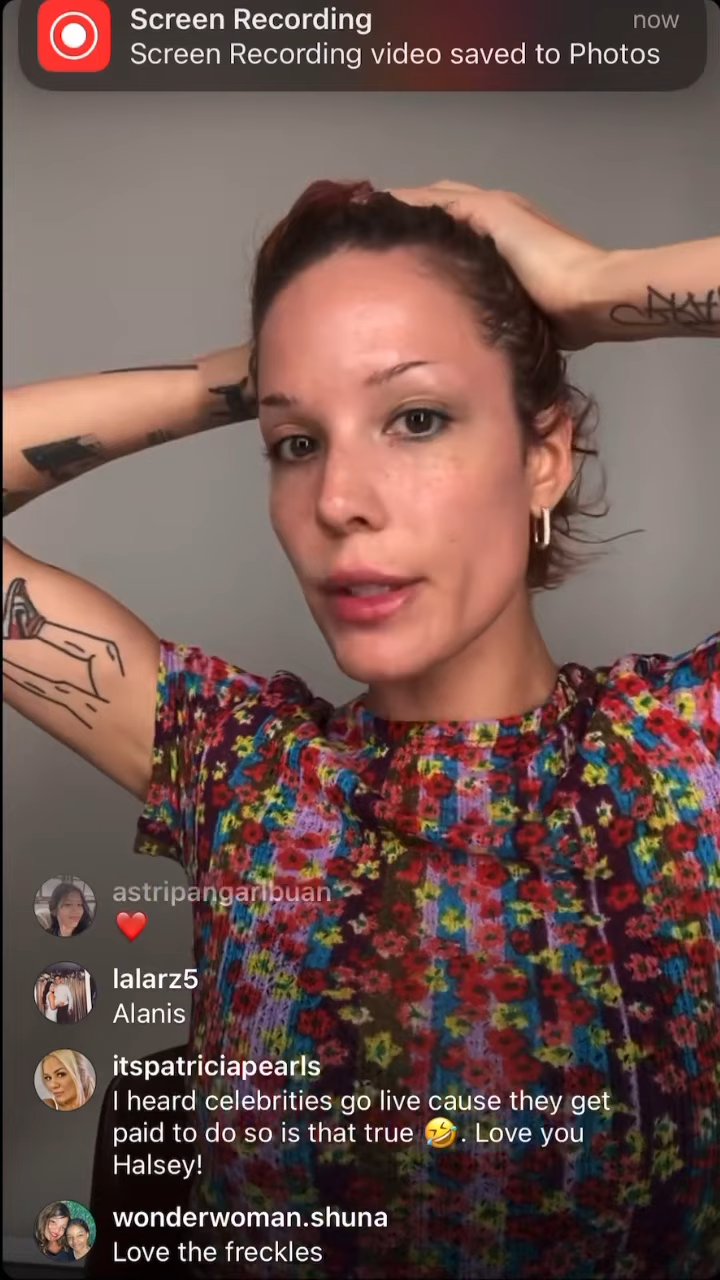 Screen Recording
now
Screen Recording video saved to Photos
astripangaribuan
❤️
lalarz5
Alanis
itspatriciapearls
I heard celebrities go live cause they get
paid to do so is that true 🤣. Love you
Halsey!
wonderwoman.shuna
Love the freckles